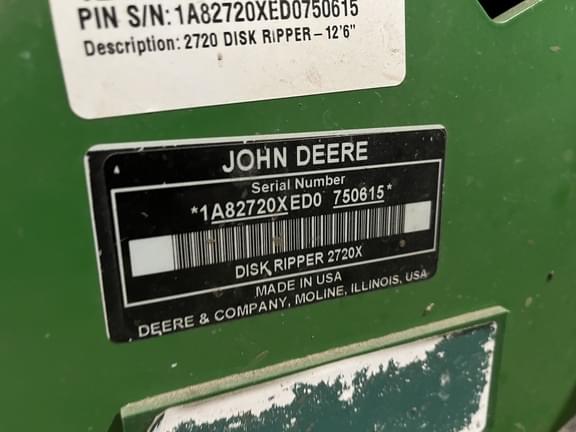 PIN S/N: 1A82720XED0750615
Description: 2720 DISK RIPPER – 12'6"
JOHN DEERE
Serial Number
*1A82720XED0 750615*
DISK RIPPER 2720X
MADE IN USA
DEERE & COMPANY, MOLINE, ILLINOIS, USA